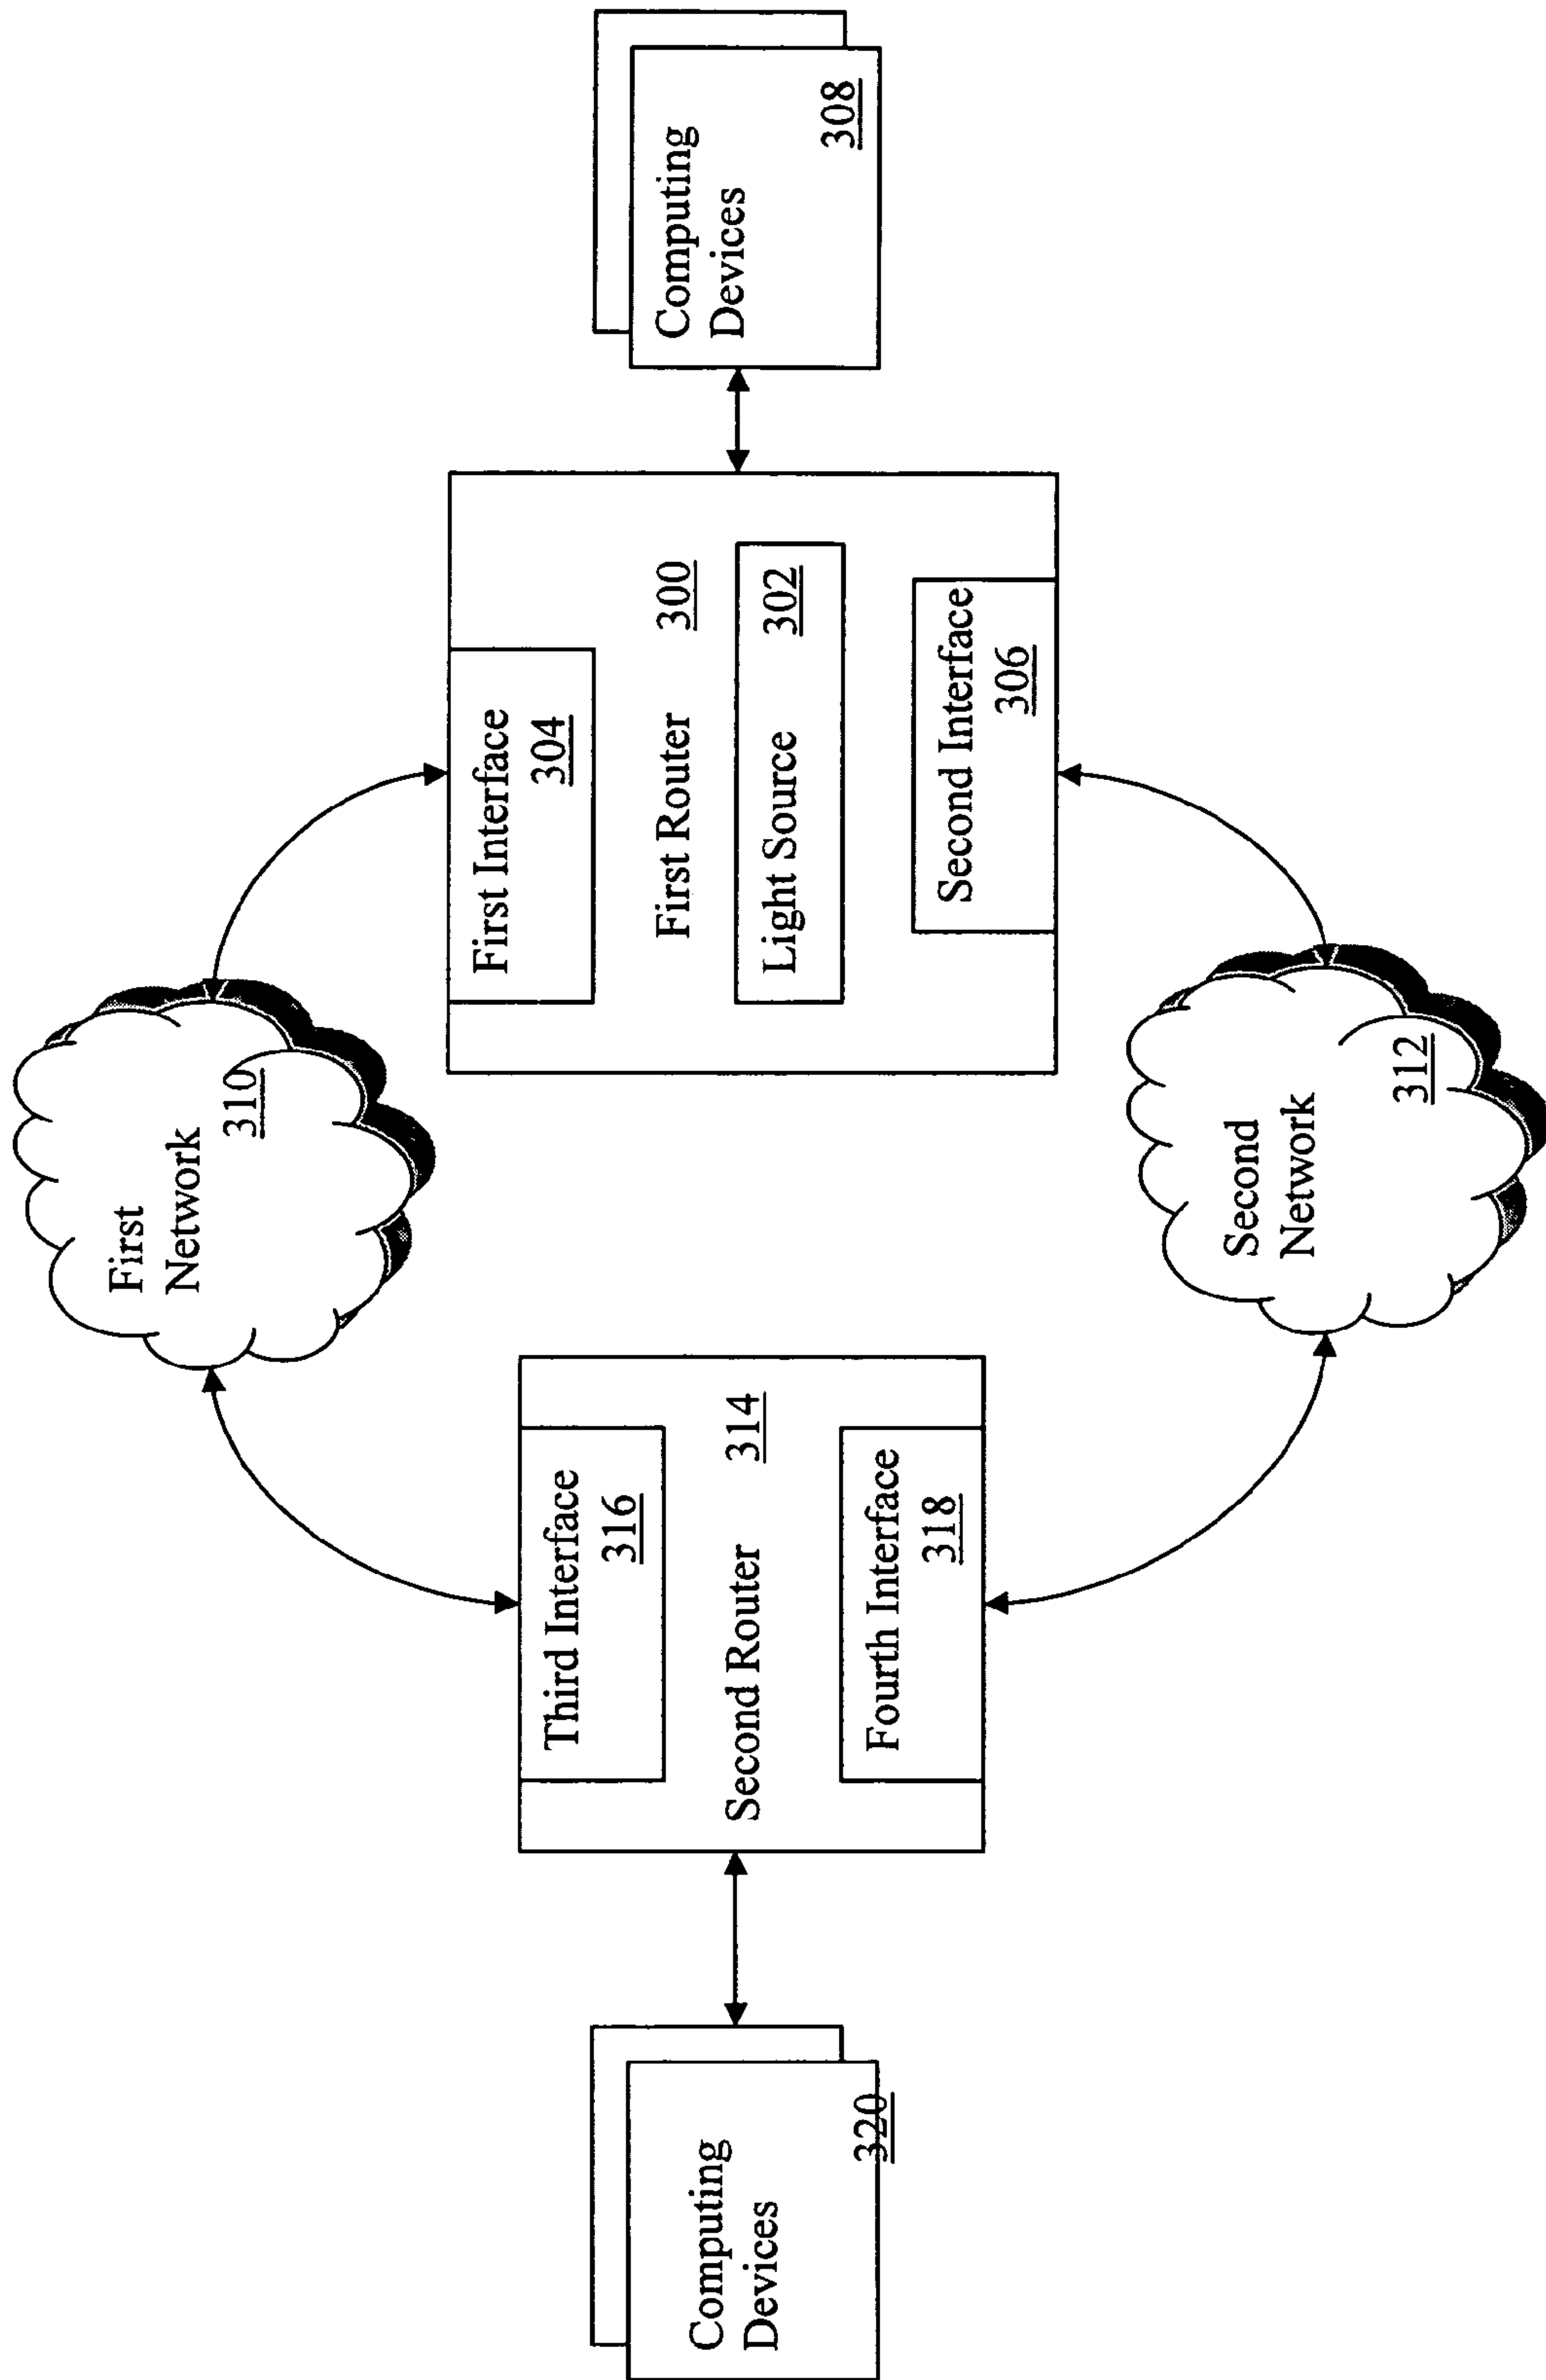 First
Network
310
Third Interface
316
First Interface
304
Computing
Devices
320
Second Router 314
First Router 300
Computing
Devices
308
Light Source 302
Fourth Interface
318
Second Interface
306
Second
Network
312